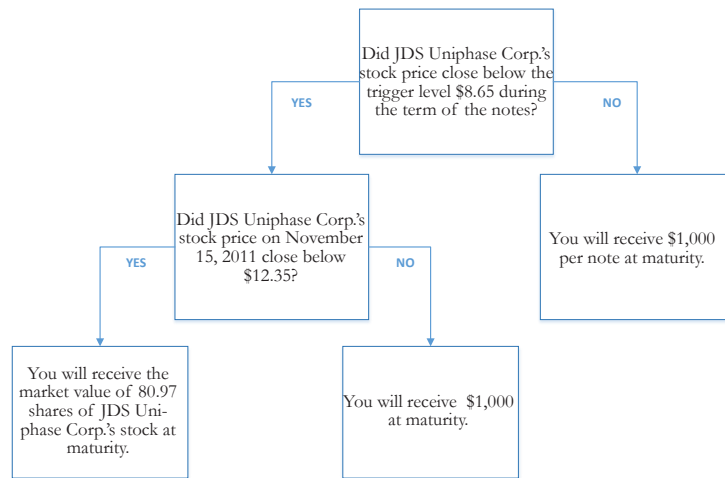 Did JDS Uniphase Corp.'s
stock price close below the
trigger level $8.65 during
the term of the notes?
YES
NO
Did JDS Uniphase Corp.'s
stock price on November
15, 2011 close below
$12.35?
You will receive $1,000
per note at maturity.
YES
NO
You will receive the
market value of 80.97
shares of JDS Uni-
phase Corp.'s stock at
maturity.
You will receive $1,000
at maturity.